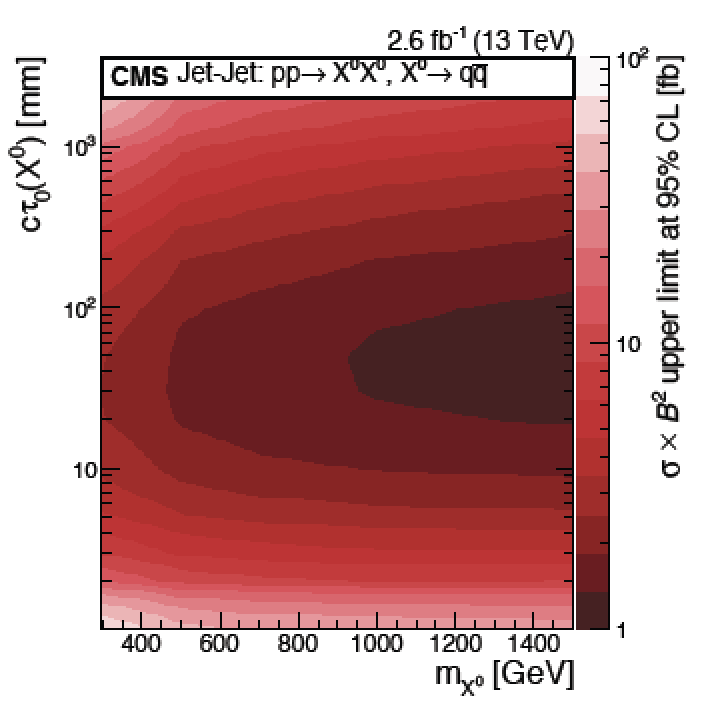 2.6 fb⁻¹ (13 TeV)
CMS Jet-Jet: pp→ X⁰X⁰, X⁰→ qq̅
cτ₀(X⁰) [mm]
10³
10²
10
400 600 800 1000 1200 1400
m_X⁰ [GeV]
10²
10
1
σ × B² upper limit at 95% CL [fb]